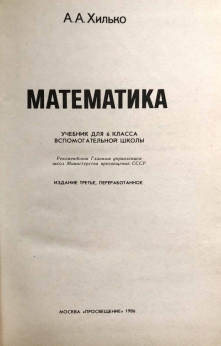 А.А.ХИЛЬКО
МАТЕМАТИКА
УЧЕБНИК ДЛЯ 6 КЛАССА
ВСПОМОГАТЕЛЬНОЙ ШКОЛЫ
Рекомендован Главным управлением
школ Министерства просвещения СССР
ИЗДАНИЕ ТРЕТЬЕ, ПЕРЕРАБОТАННОЕ
МОСКВА «ПРОСВЕЩЕНИЕ» 1986